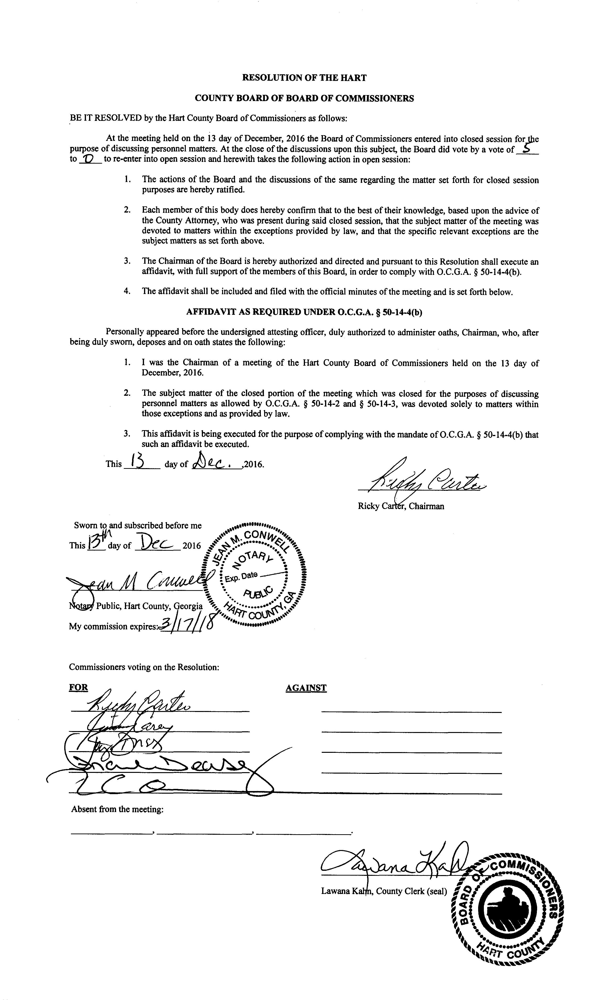 RESOLUTION OF THE HART
COUNTY BOARD OF BOARD OF COMMISSIONERS
BE IT RESOLVED by the Hart County Board of Commissioners as follows:
At the meeting held on the 13 day of December, 2016 the Board of Commissioners entered into closed session for the
purpose of discussing personnel matters. At the close of the discussions upon this subject, the Board did vote by a vote of 5
to 0 to re-enter into open session and herewith takes the following action in open session:
1. The actions of the Board and the discussions of the same regarding the matter set forth for closed session
purposes are hereby ratified.
2. Each member of this body does hereby confirm that to the best of their knowledge, based upon the advice of
the County Attorney, who was present during said closed session, that the subject matter of the meeting was
devoted to matters within the exceptions provided by law, and that the specific relevant exceptions are the
subject matters as set forth above.
3. The Chairman of the Board is hereby authorized and directed and pursuant to this Resolution shall execute an
affidavit, with full support of the members of this Board, in order to comply with O.C.G.A. § 50-14-4(b).
4. The affidavit shall be included and filed with the official minutes of the meeting and is set forth below.
AFFIDAVIT AS REQUIRED UNDER O.C.G.A. § 50-14-4(b)
Personally appeared before the undersigned attesting officer, duly authorized to administer oaths, Chairman, who, after
being duly sworn, deposes and on oath states the following:
1. I was the Chairman of a meeting of the Hart County Board of Commissioners held on the 13 day of
December, 2016.
2. The subject matter of the closed portion of the meeting which was closed for the purposes of discussing
personnel matters as allowed by O.C.G.A. § 50-14-2 and § 50-14-3, was devoted solely to matters within
those exceptions and as provided by law.
3. This affidavit is being executed for the purpose of complying with the mandate of O.C.G.A. § 50-14-4(b) that
such an affidavit be executed.
This 13 day of Dec. ,2016.
Ricky Carter
Ricky Carter, Chairman
Sworn to and subscribed before me
This 13th day of Dec 2016
JEAN M. CONWELL
NOTARY
Exp. Date
PUBLIC
HART COUNTY, GA
Jean M Conwell
Notary Public, Hart County, Georgia
My commission expires: 3/17/18
Commissioners voting on the Resolution:
FOR AGAINST
Ricky Carter
Carey
Absent from the meeting:
Lawana Kahn
Lawana Kahn, County Clerk (seal)
BOARD OF COMMISSIONERS
HART COUNTY